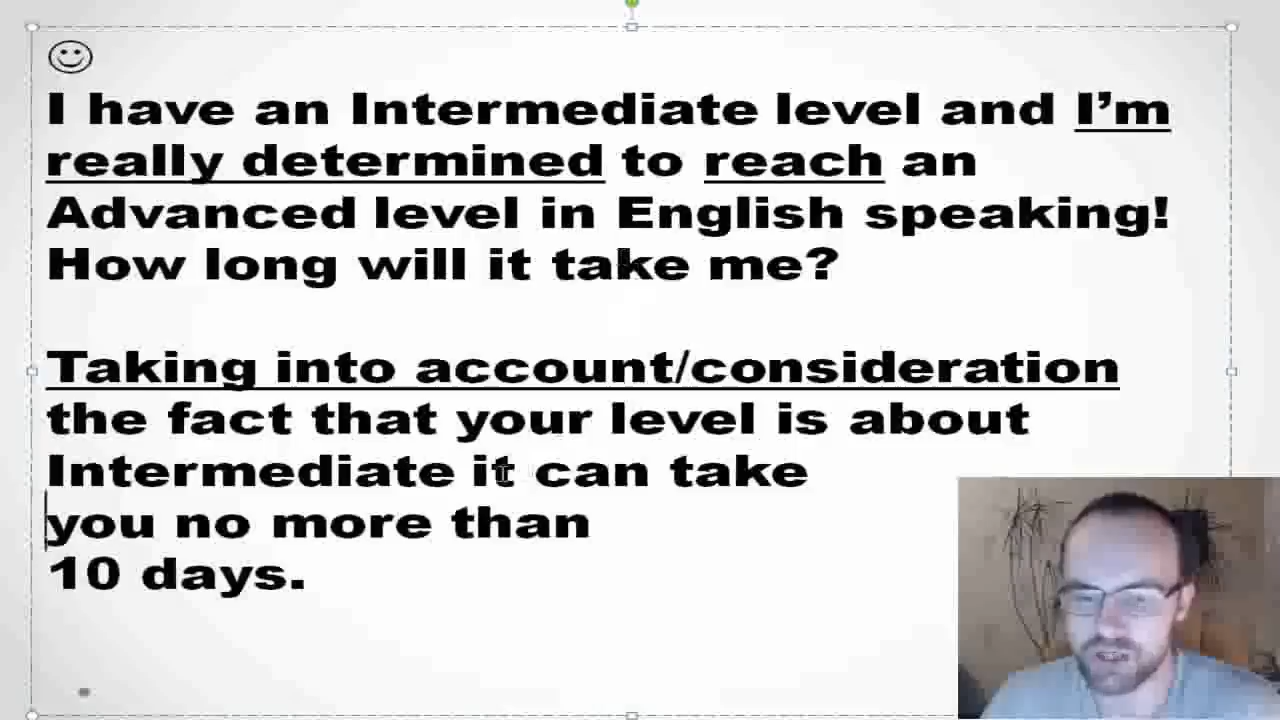 I have an Intermediate level and I’m
really determined to reach an
Advanced level in English speaking!
How long will it take me?
Taking into account/consideration
the fact that your level is about
Intermediate it can take
you no more than
10 days.